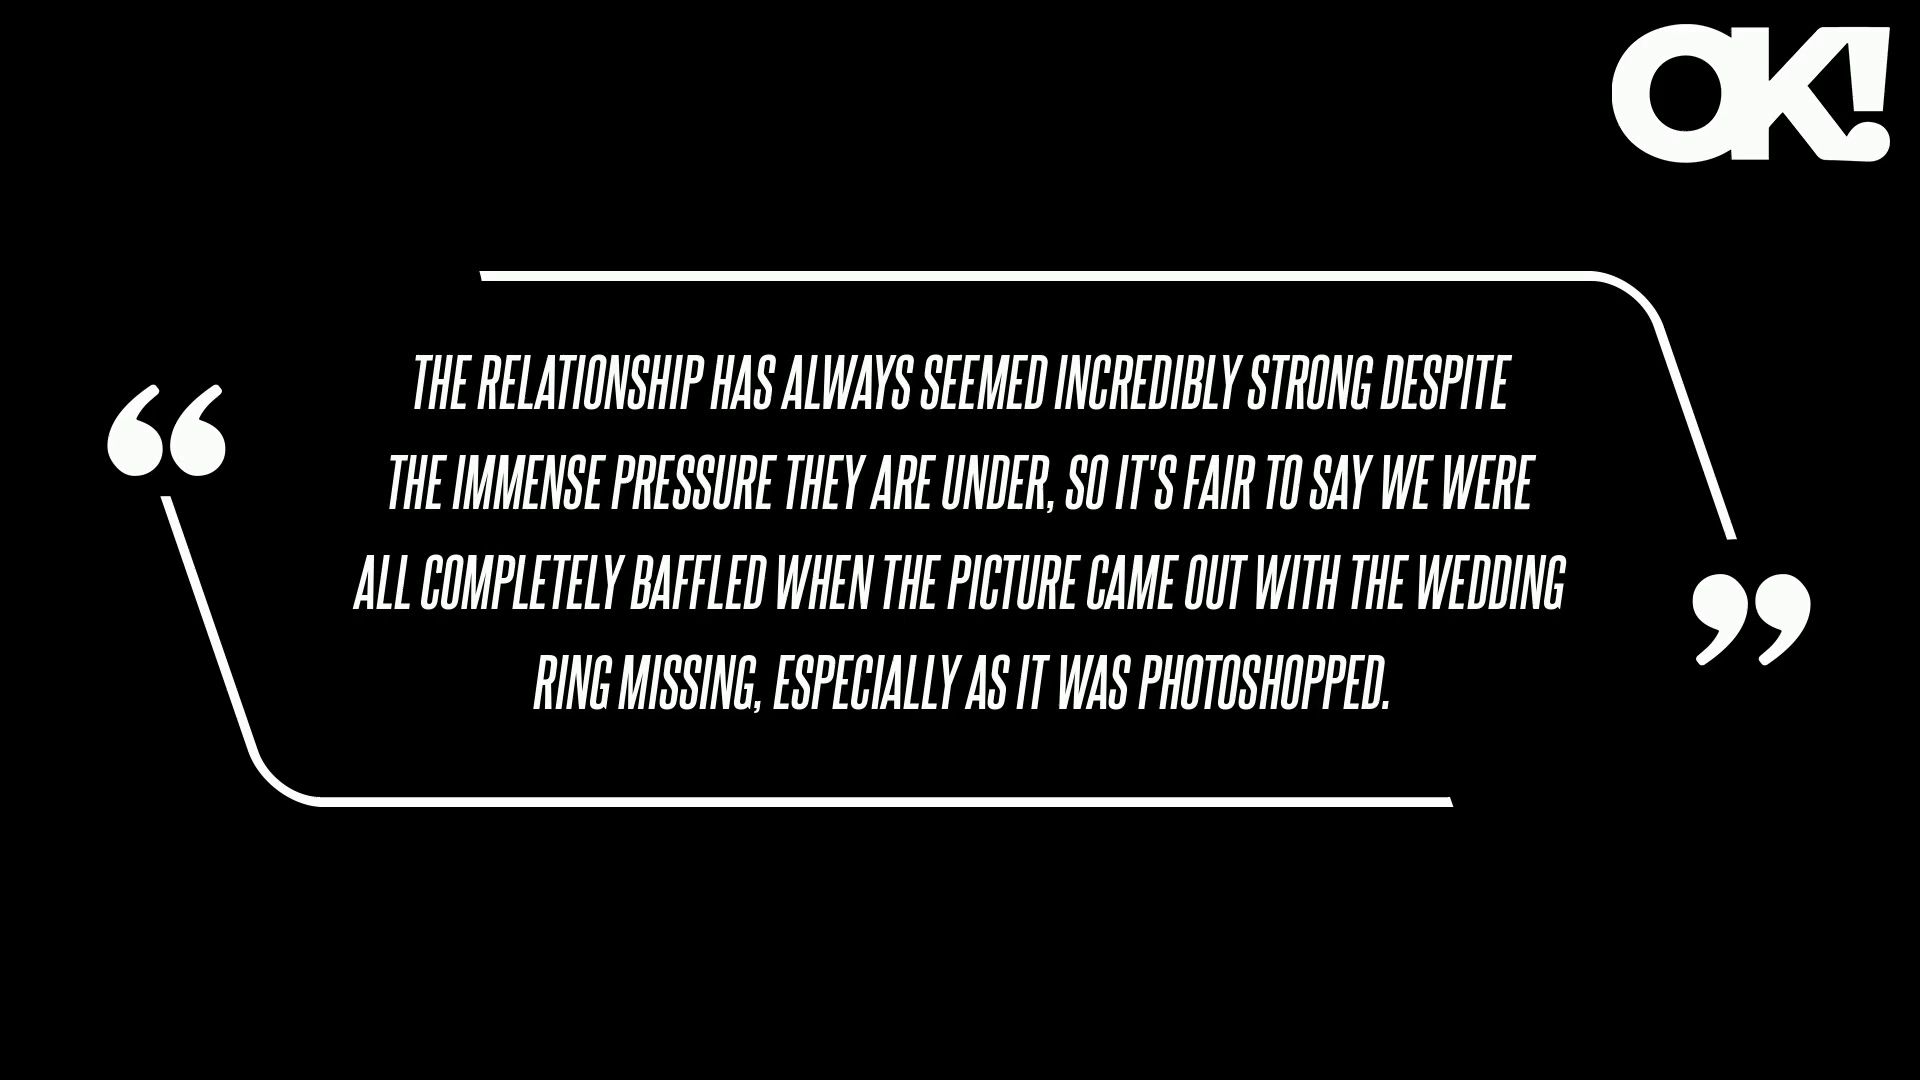 OK!
“
THE RELATIONSHIP HAS ALWAYS SEEMED INCREDIBLY STRONG DESPITE
THE IMMENSE PRESSURE THEY ARE UNDER, SO IT'S FAIR TO SAY WE WERE
ALL COMPLETELY BAFFLED WHEN THE PICTURE CAME OUT WITH THE WEDDING
RING MISSING, ESPECIALLY AS IT WAS PHOTOSHOPPED.
”